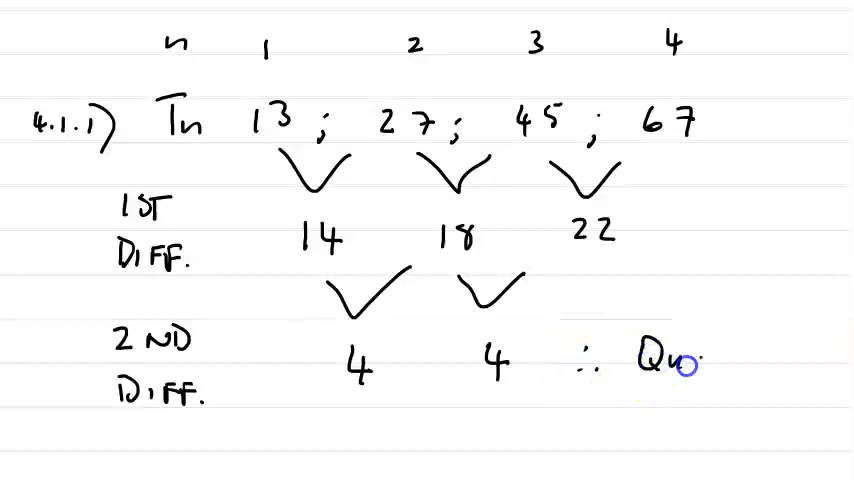 n 1 2 3 4
4.1.1) Tn 13 ; 27 ; 45 ; 67
1ST
DIFF. 14 18 22
2ND
DIFF. 4 4 ∴ Qu